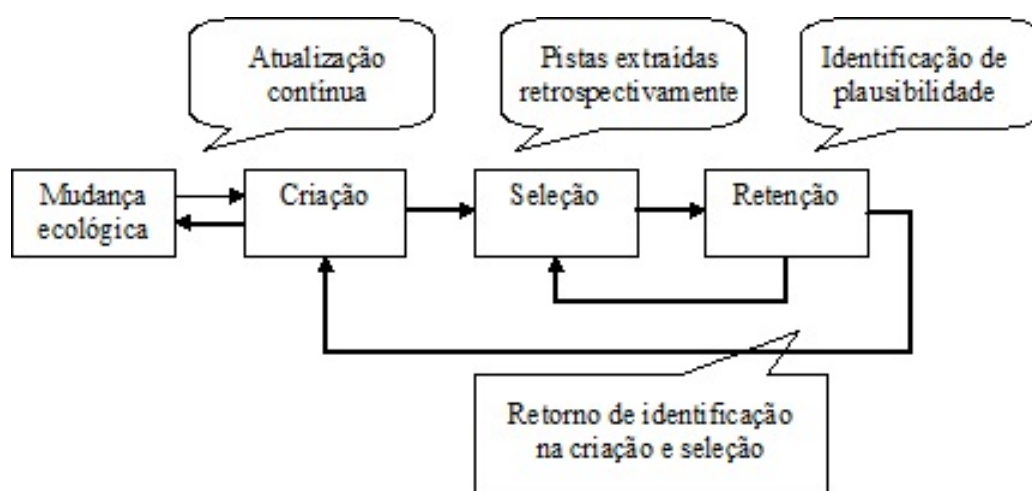 Atualização
contínua
Pistas extraídas
retrospectivamente
Identificação de
plausibilidade
Mudança
ecológica
Criação
Seleção
Retenção
Retorno de identificação
na criação e seleção